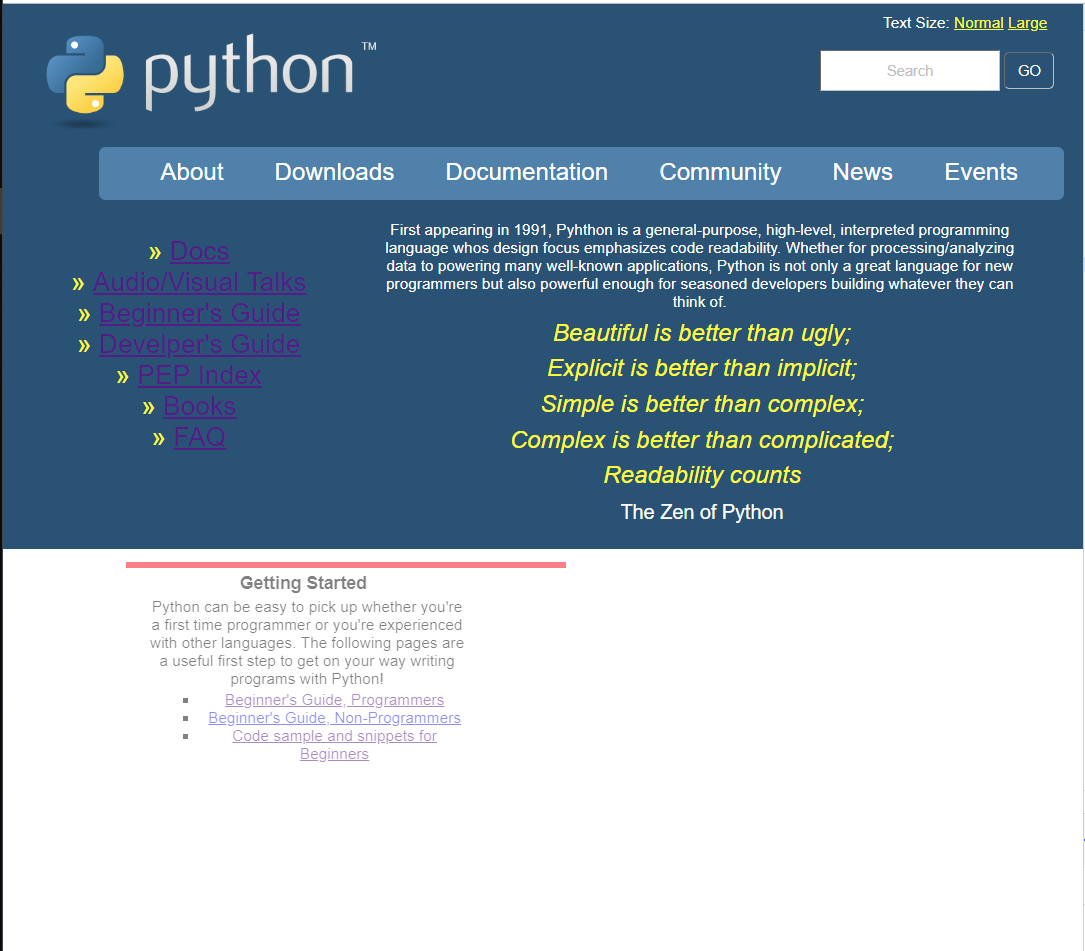 Text Size: Normal Large
python ™
Search GO
About Downloads Documentation Community News Events
» Docs
» Audio/Visual Talks
» Beginner's Guide
» Develper's Guide
» PEP Index
» Books
» FAQ
First appearing in 1991, Pyhthon is a general-purpose, high-level, interpreted programming
language whos design focus emphasizes code readability. Whether for processing/analyzing
data to powering many well-known applications, Python is not only a great language for new
programmers but also powerful enough for seasoned developers building whatever they can
think of.
Beautiful is better than ugly;
Explicit is better than implicit;
Simple is better than complex;
Complex is better than complicated;
Readability counts
The Zen of Python
Getting Started
Python can be easy to pick up whether you're
a first time programmer or you're experienced
with other languages. The following pages are
a useful first step to get on your way writing
programs with Python!
Beginner's Guide, Programmers
Beginner's Guide, Non-Programmers
Code sample and snippets for
Beginners